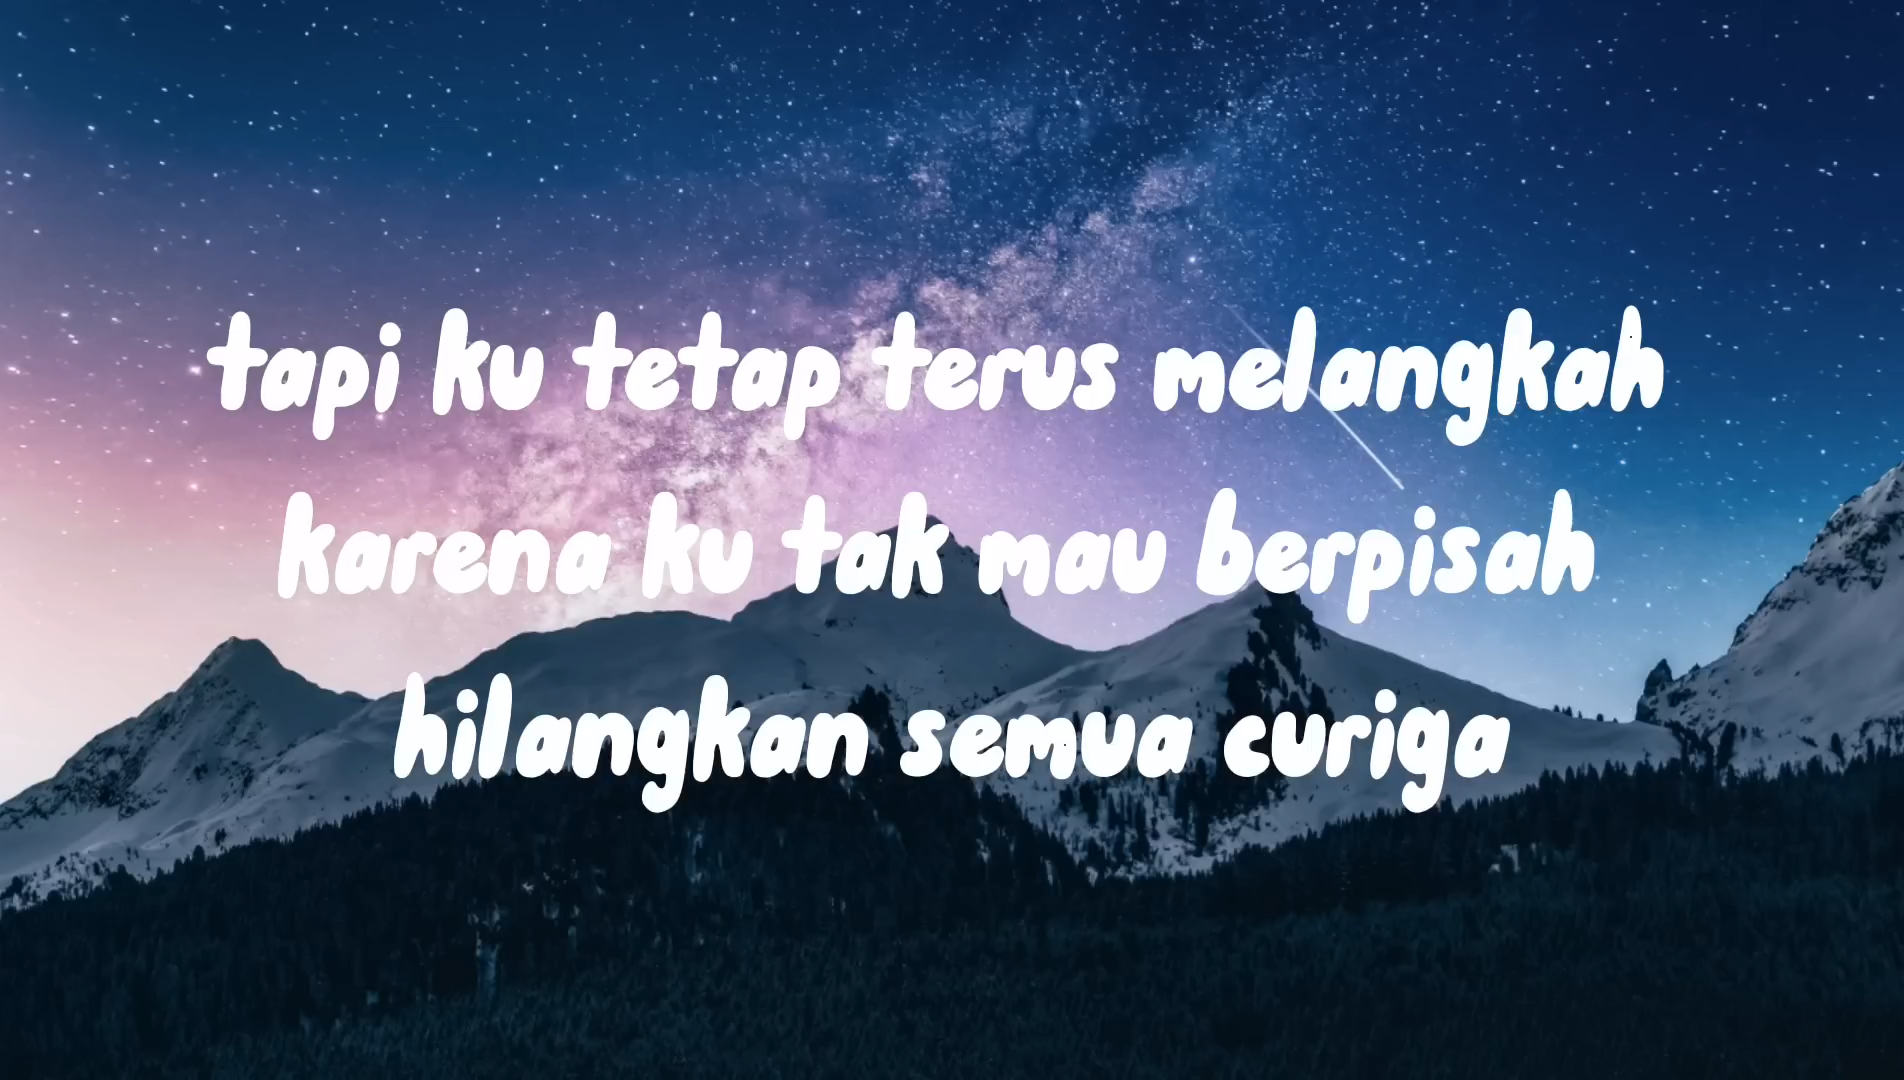 tapi ku tetap terus melangkah
karena ku tak mau berpisah
hilangkan semua curiga